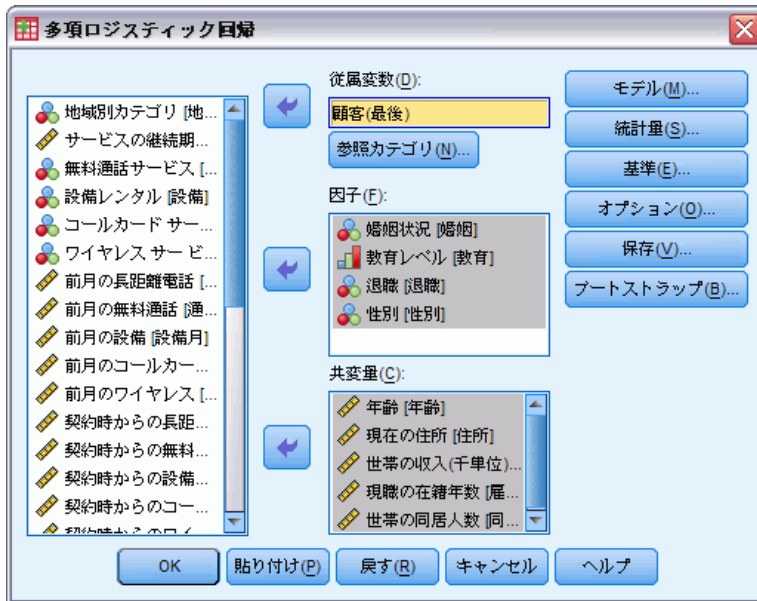 多項ロジスティック回帰
地域別カテゴリ [地...
サービスの継続期...
無料通話サービス [...
設備レンタル [設備]
コールカード サー...
ワイヤレス サービ...
前月の長距離電話 [...
前月の無料通話 [通...
前月の設備 [設備月]
前月のコールカー...
前月のワイヤレス [...
契約時からの長距...
契約時からの無料...
契約時からの設備...
契約時からのコー...
契約時からのワイ...
従属変数(D):
顧客(最後)
参照カテゴリ(N)...
因子(F):
婚姻状況 [婚姻]
教育レベル [教育]
退職 [退職]
性別 [性別]
共変量(C):
年齢 [年齢]
現在の住所 [住所]
世帯の収入(千単位)...
現職の在籍年数 [雇...
世帯の同居人数 [同...
モデル(M)...
統計量(S)...
基準(E)...
オプション(O)...
保存(V)...
ブートストラップ(B)...
OK
貼り付け(P)
戻す(R)
キャンセル
ヘルプ